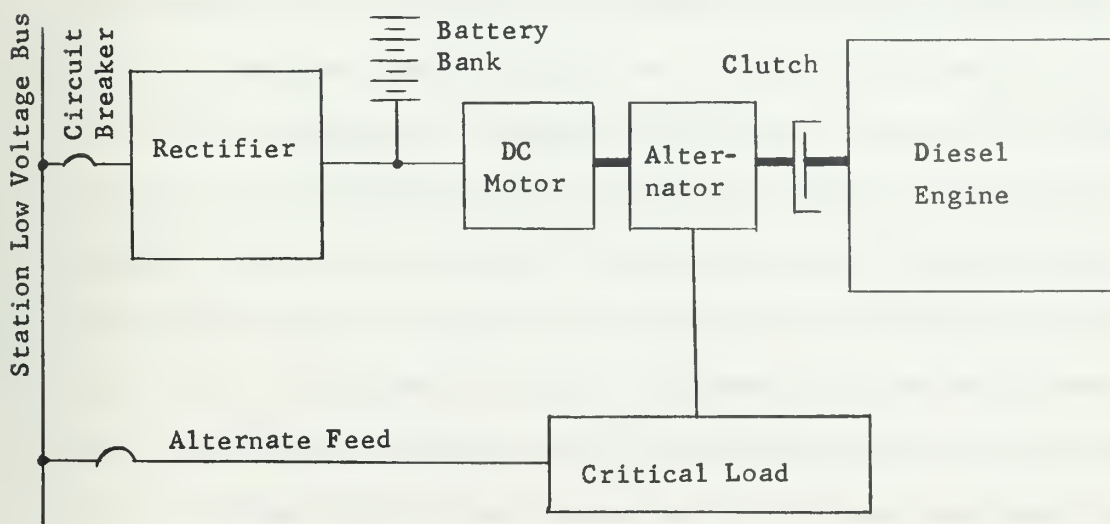 Station Low Voltage Bus
Circuit
Breaker
Rectifier
Battery
Bank
DC
Motor
Alter-
nator
Clutch
Diesel
Engine
Alternate Feed
Critical Load